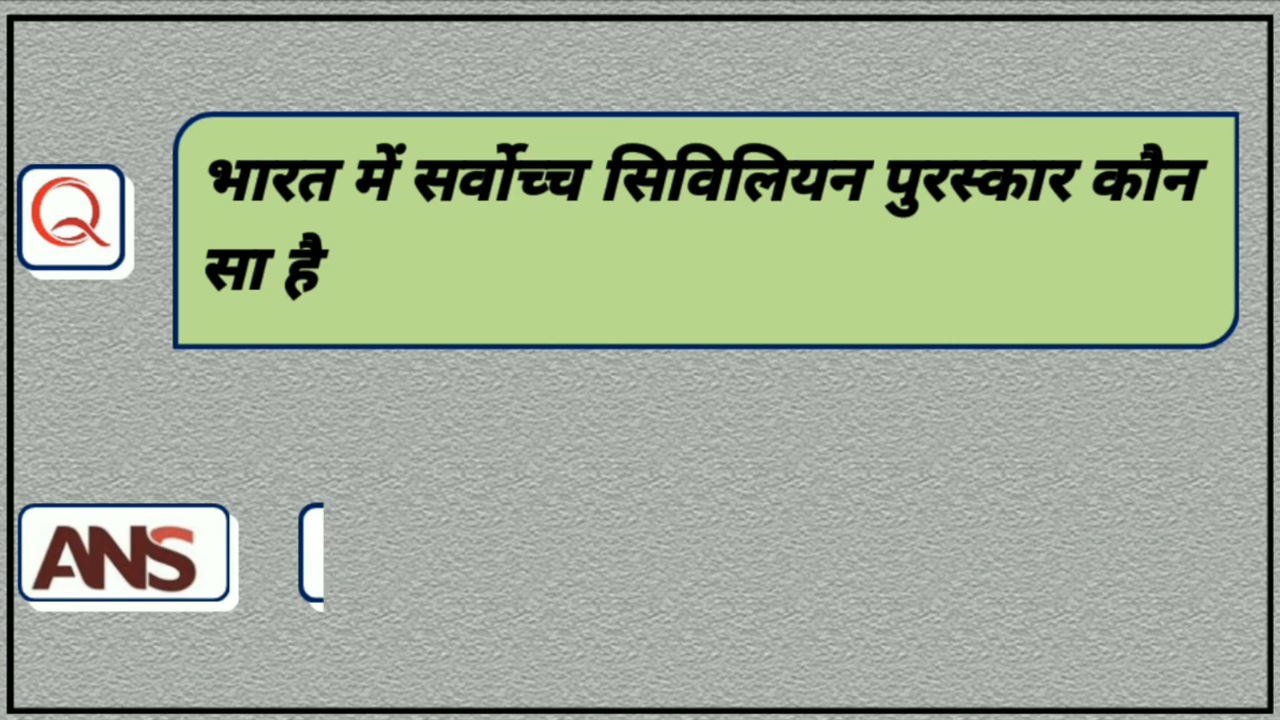 Q
भारत में सर्वोच्च सिविलियन पुरस्कार कौन
सा है
ANS